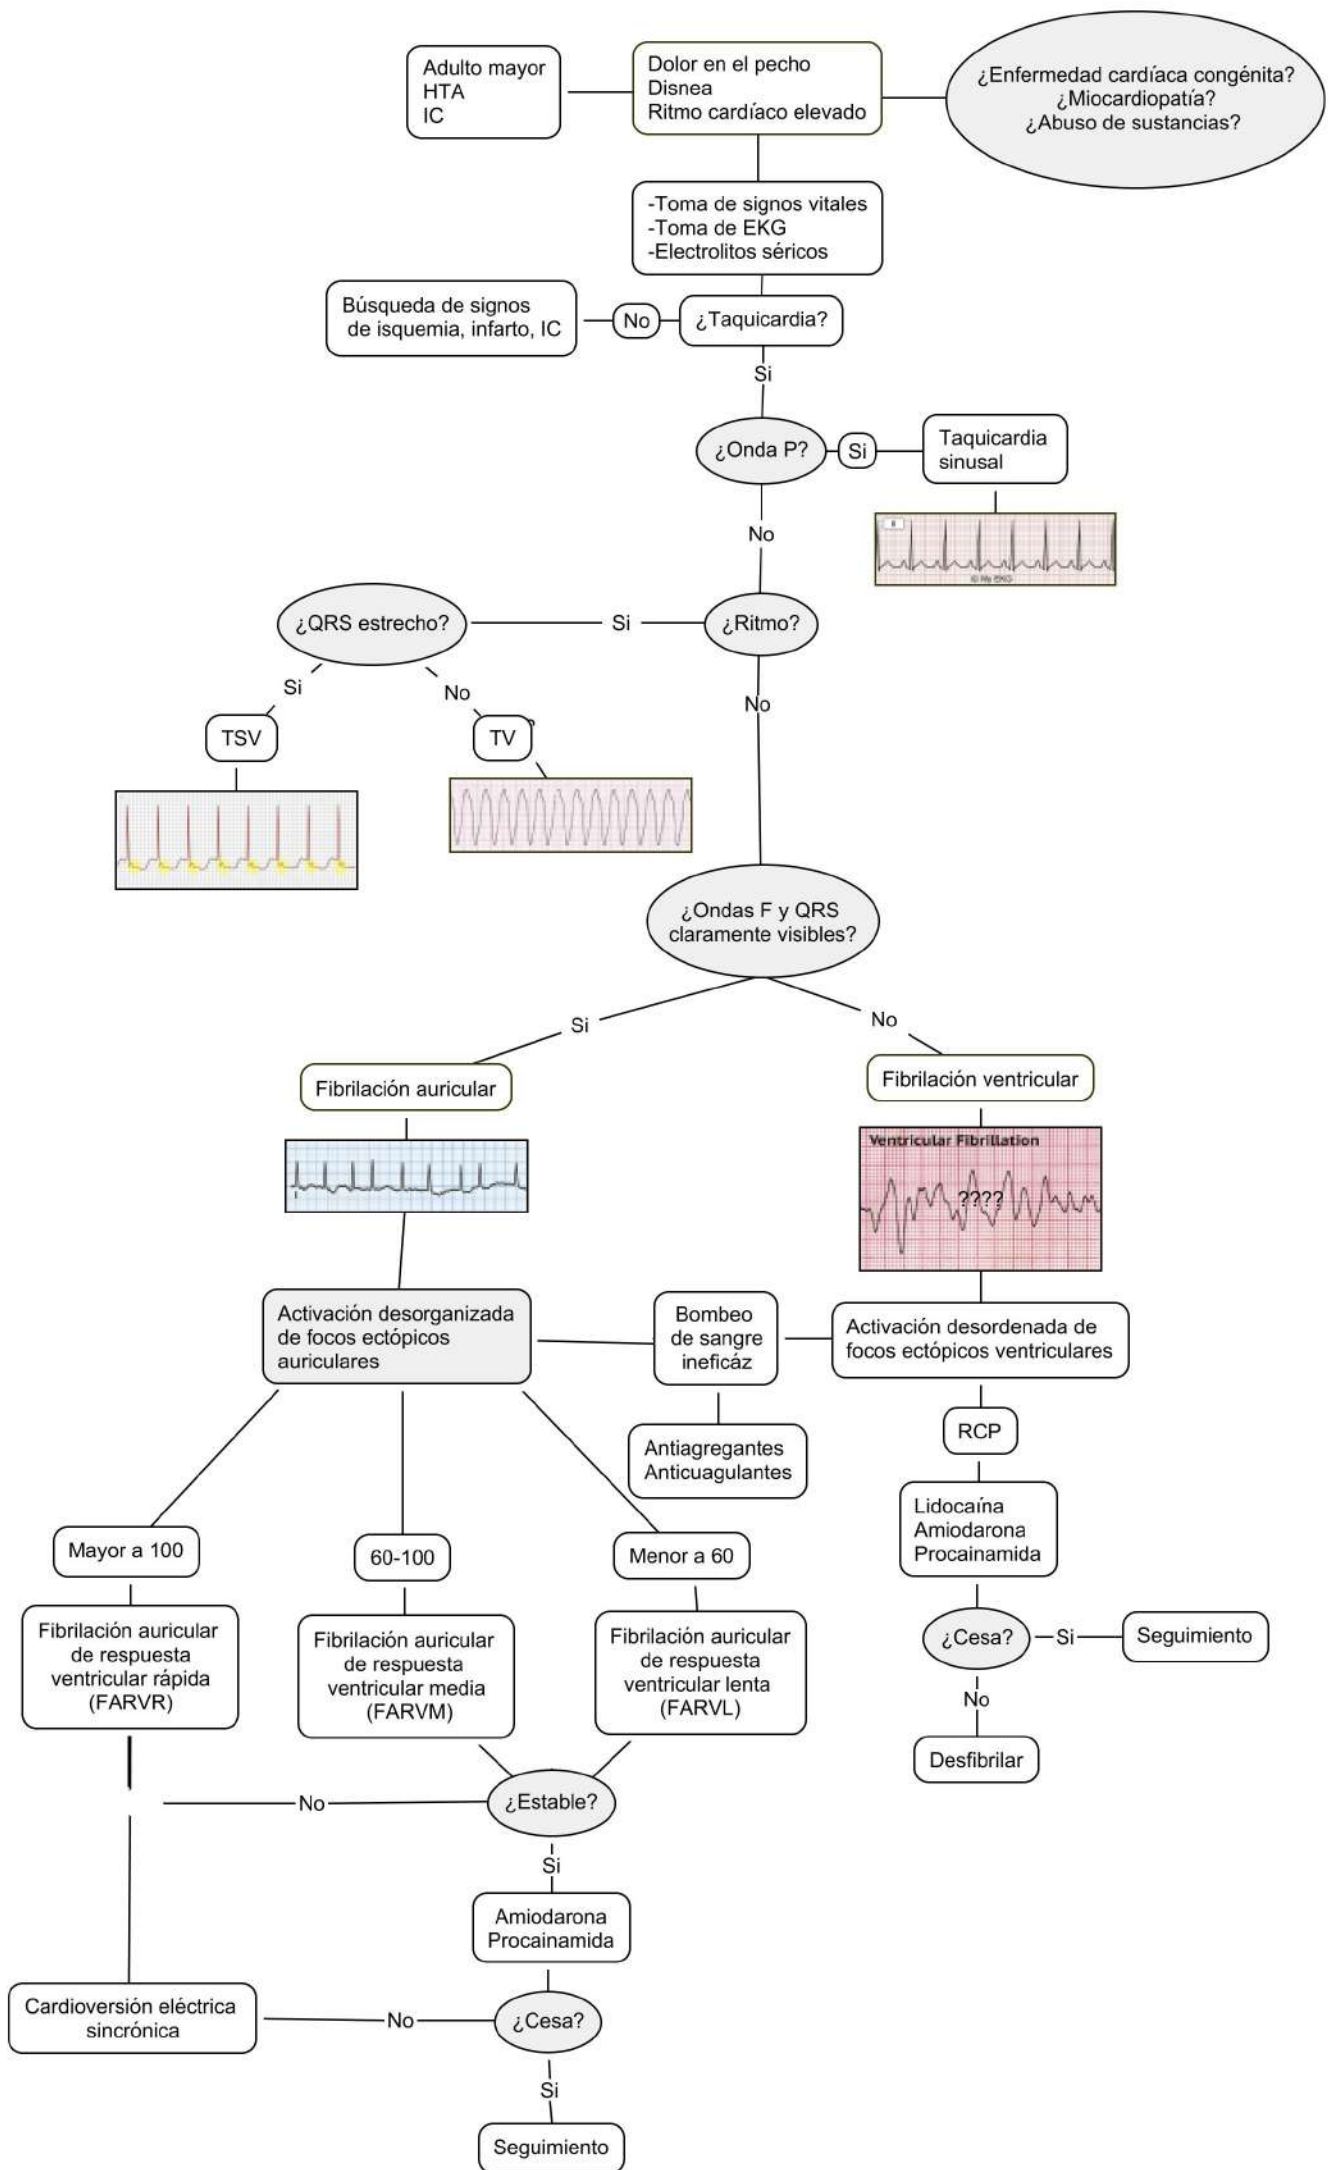 Adulto mayor
HTA
IC
Dolor en el pecho
Disnea
Ritmo cardíaco elevado
¿Enfermedad cardíaca congénita?
¿Miocardiopatía?
¿Abuso de sustancias?
-Toma de signos vitales
-Toma de EKG
-Electrolitos séricos
Búsqueda de signos
de isquemia, infarto, IC
No
¿Taquicardia?
Si
¿Onda P?
Si
Taquicardia
sinusal
II
No
¿QRS estrecho?
Si
¿Ritmo?
Si
No
No
TSV
TV
¿Ondas F y QRS
claramente visibles?
Si
No
Fibrilación auricular
Fibrilación ventricular
Ventricular Fibrillation
????
I
Activación desorganizada
de focos ectópicos
auriculares
Bombeo
de sangre
ineficáz
Activación desordenada de
focos ectópicos ventriculares
Antiagregantes
Anticuagulantes
RCP
Lidocaína
Amiodarona
Procainamida
Mayor a 100
60-100
Menor a 60
Fibrilación auricular
de respuesta
ventricular rápida
(FARVR)
Fibrilación auricular
de respuesta
ventricular media
(FARVM)
Fibrilación auricular
de respuesta
ventricular lenta
(FARVL)
¿Cesa?
Si
Seguimiento
No
Desfibrilar
No
¿Estable?
Si
Amiodarona
Procainamida
Cardioversión eléctrica
sincrónica
No
¿Cesa?
Si
Seguimiento